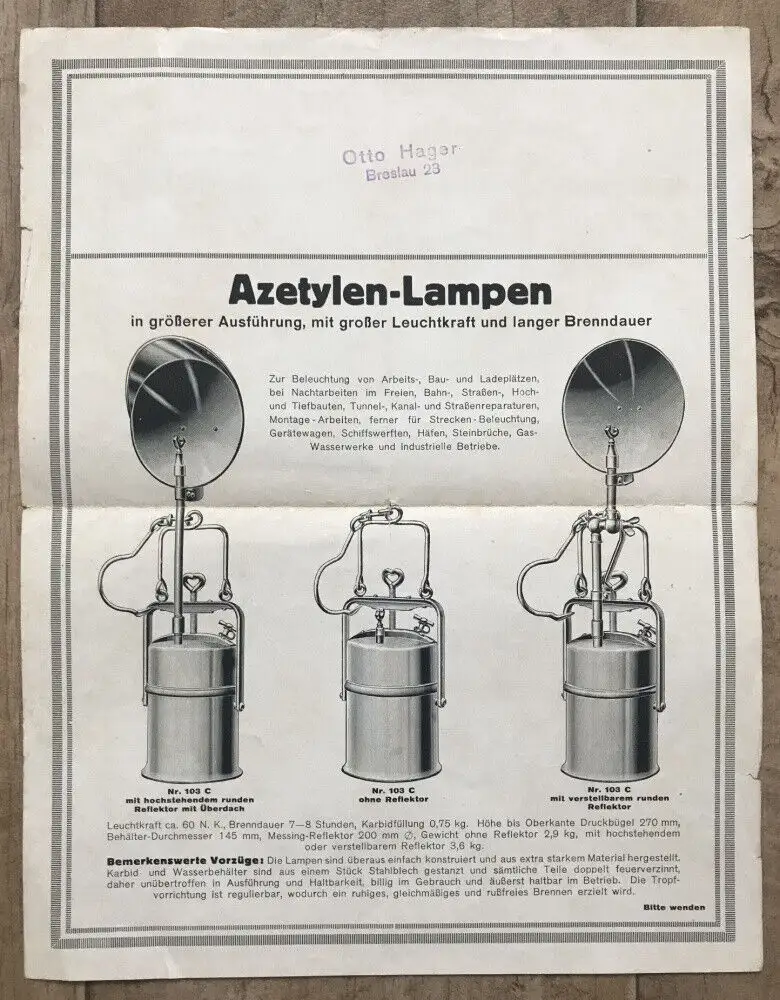 Otto Hager
Breslau 23
Azetylen-Lampen
in größerer Ausführung, mit großer Leuchtkraft und langer Brenndauer
Zur Beleuchtung von Arbeits-, Bau- und Ladeplätzen,
bei Nachtarbeiten im Freien, Bahn-, Straßen-, Hoch-
und Tiefbauten, Tunnel-, Kanal- und Straßenreparaturen,
Montage-Arbeiten, ferner für Strecken-Beleuchtung,
Gerätewagen, Schiffswerften, Häfen, Steinbrüche, Gas-
Wasserwerke und industrielle Betriebe.
Nr. 103 C
mit hochstehendem runden
Reflektor mit Überdach
Nr. 103 C
ohne Reflektor
Nr. 103 C
mit verstellbarem runden
Reflektor
Leuchtkraft ca. 60 N. K., Brenndauer 7—8 Stunden, Karbidfüllung 0,75 kg. Höhe bis Oberkante Druckbügel 270 mm,
Behälter-Durchmesser 145 mm, Messing-Reflektor 200 mm ∅, Gewicht ohne Reflektor 2,9 kg, mit hochstehendem
oder verstellbarem Reflektor 3,6 kg.
Bemerkenswerte Vorzüge: Die Lampen sind überaus einfach konstruiert und aus extra starkem Material hergestellt.
Karbid- und Wasserbehälter sind aus einem Stück Stahlblech gestanzt und sämtliche Teile doppelt feuerverzinnt,
daher unübertroffen in Ausführung und Haltbarkeit, billig im Gebrauch und äußerst haltbar im Betrieb. Die Tropf-
vorrichtung ist regulierbar, wodurch ein ruhiges, gleichmäßiges und rußfreies Brennen erzielt wird.
Bitte wenden